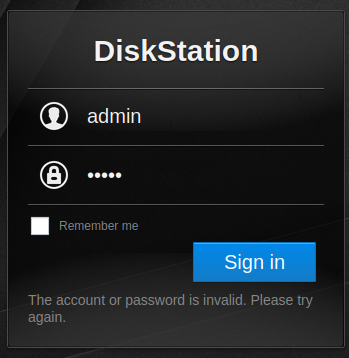 DiskStation
admin
•••••
Remember me
Sign in
The account or password is invalid. Please try
again.